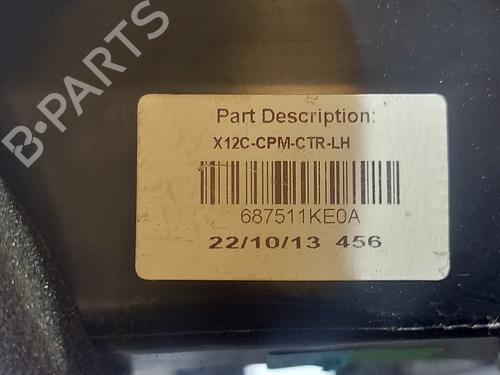 B-PARTS
Part Description:
X12C-CPM-CTR-LH
687511KE0A
22/10/13 456